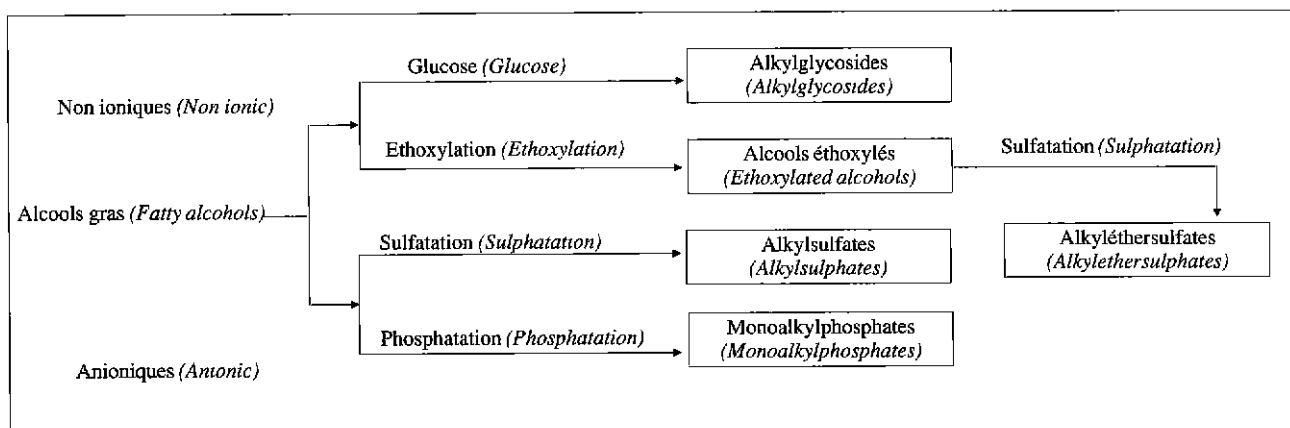 Glucose (Glucose)
Alkylglycosides
(Alkylglycosides)
Non ioniques (Non ionic)
Ethoxylation (Ethoxylation)
Alcools éthoxylés
(Ethoxylated alcohols)
Sulfatation (Sulphatation)
Alcools gras (Fatty alcohols)
Sulfatation (Sulphatation)
Alkylsulfates
(Alkylsulphates)
Alkyléthersulfates
(Alkylethersulphates)
Phosphatation (Phosphatation)
Monoalkylphosphates
(Monoalkylphosphates)
Anioniques (Anionic)